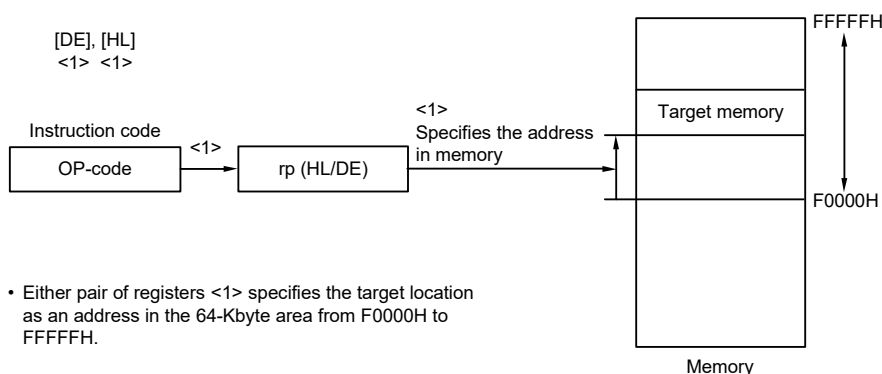 [DE], [HL]
<1> <1>
Instruction code
OP-code
<1>
rp (HL/DE)
<1>
Specifies the address
in memory
FFFFFH
Target memory
F0000H
Memory
• Either pair of registers <1> specifies the target location
as an address in the 64-Kbyte area from F0000H to
FFFFFH.